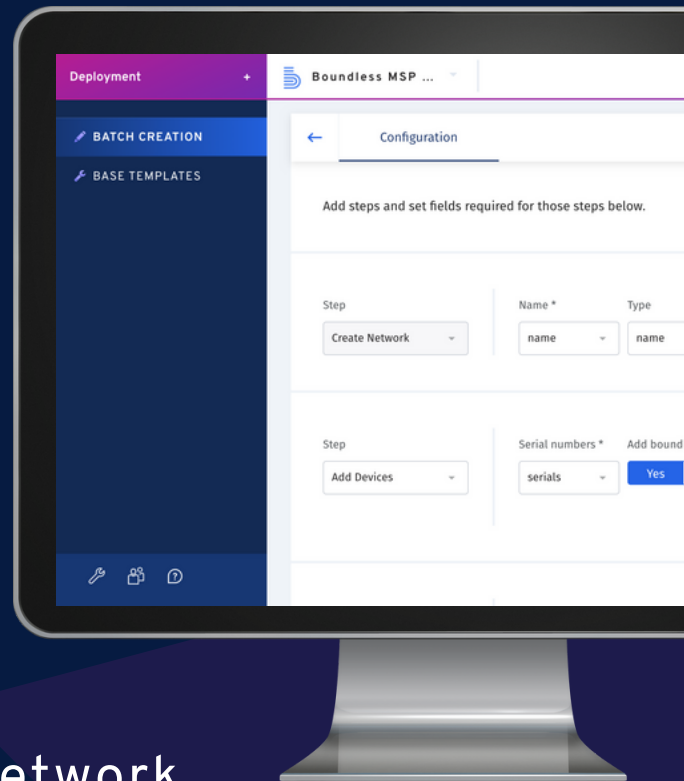 Deployment +
Boundless MSP ...
BATCH CREATION
BASE TEMPLATES
Configuration
Add steps and set fields required for those steps below.
Step Name * Type
Create Network name name
Step Serial numbers * Add bound
Add Devices serials Yes
etwork